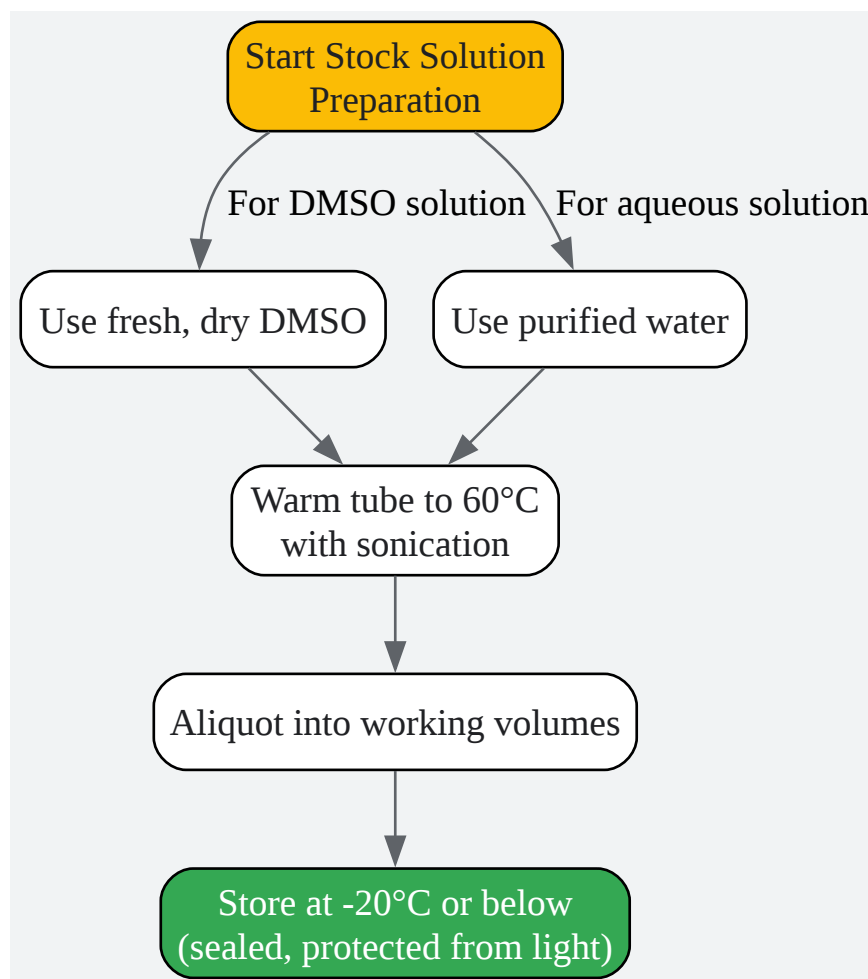 Start Stock Solution
Preparation
For DMSO solution
For aqueous solution
Use fresh, dry DMSO
Use purified water
Warm tube to 60°C
with sonication
Aliquot into working volumes
Store at -20°C or below
(sealed, protected from light)